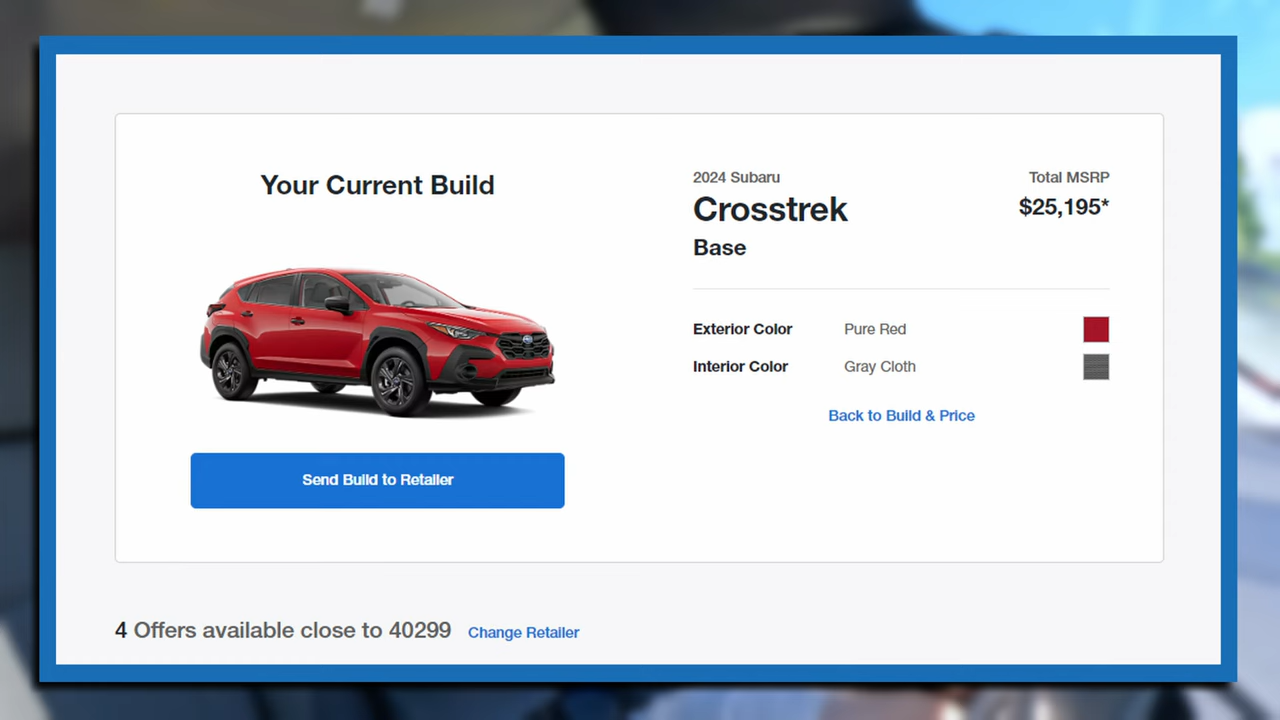 Your Current Build
2024 Subaru
Crosstrek
Base
Total MSRP
$25,195*
Exterior Color Pure Red
Interior Color Gray Cloth
Back to Build & Price
Send Build to Retailer
4 Offers available close to 40299 Change Retailer